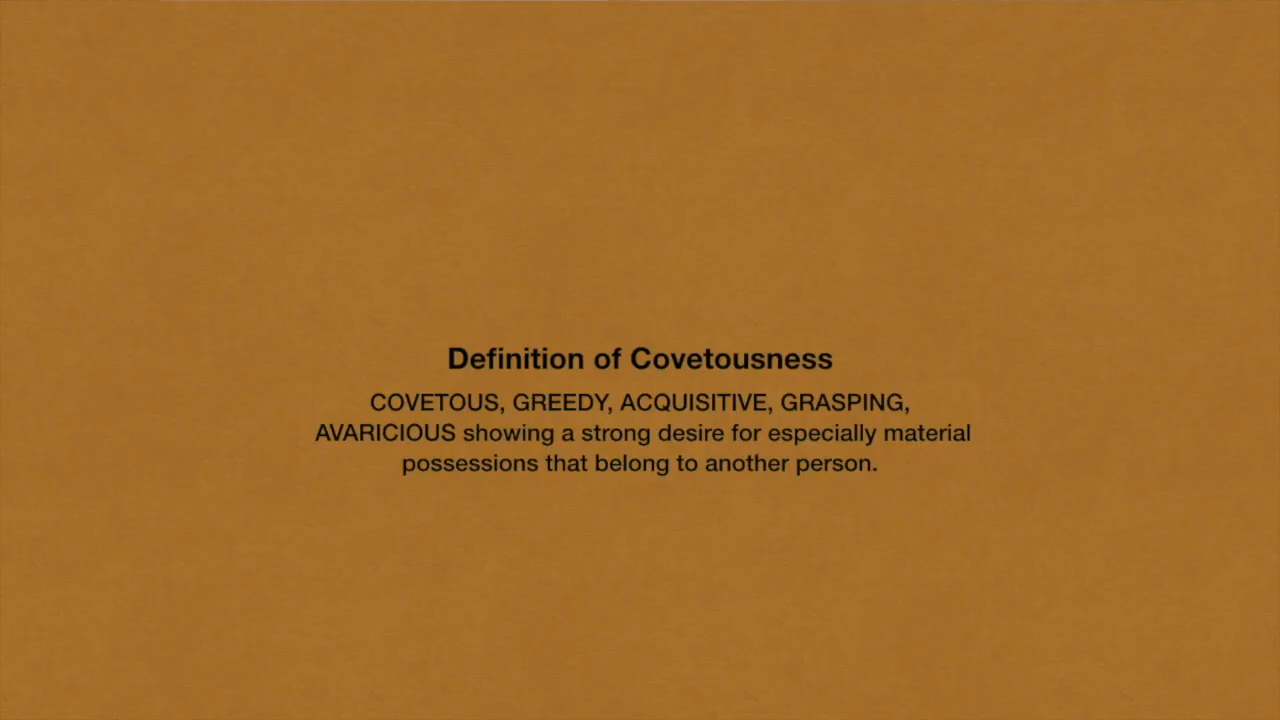 Definition of Covetousness
COVETOUS, GREEDY, ACQUISITIVE, GRASPING,
AVARICIOUS showing a strong desire for especially material
possessions that belong to another person.